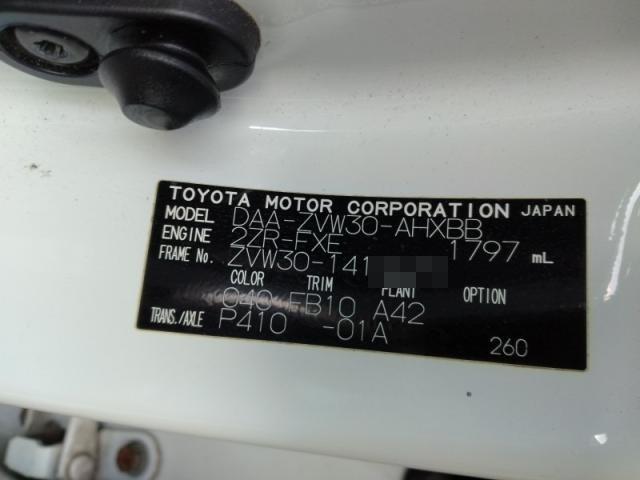 TOYOTA MOTOR CORPORATION JAPAN
MODEL DAA-ZVW30-AHXBB
ENGINE 2ZR-FXE 1797 mL
FRAME No. ZVW30-141
COLOR TRIM PLANT OPTION
040 FB10 A42
TRANS./AXLE P410 -01A
260